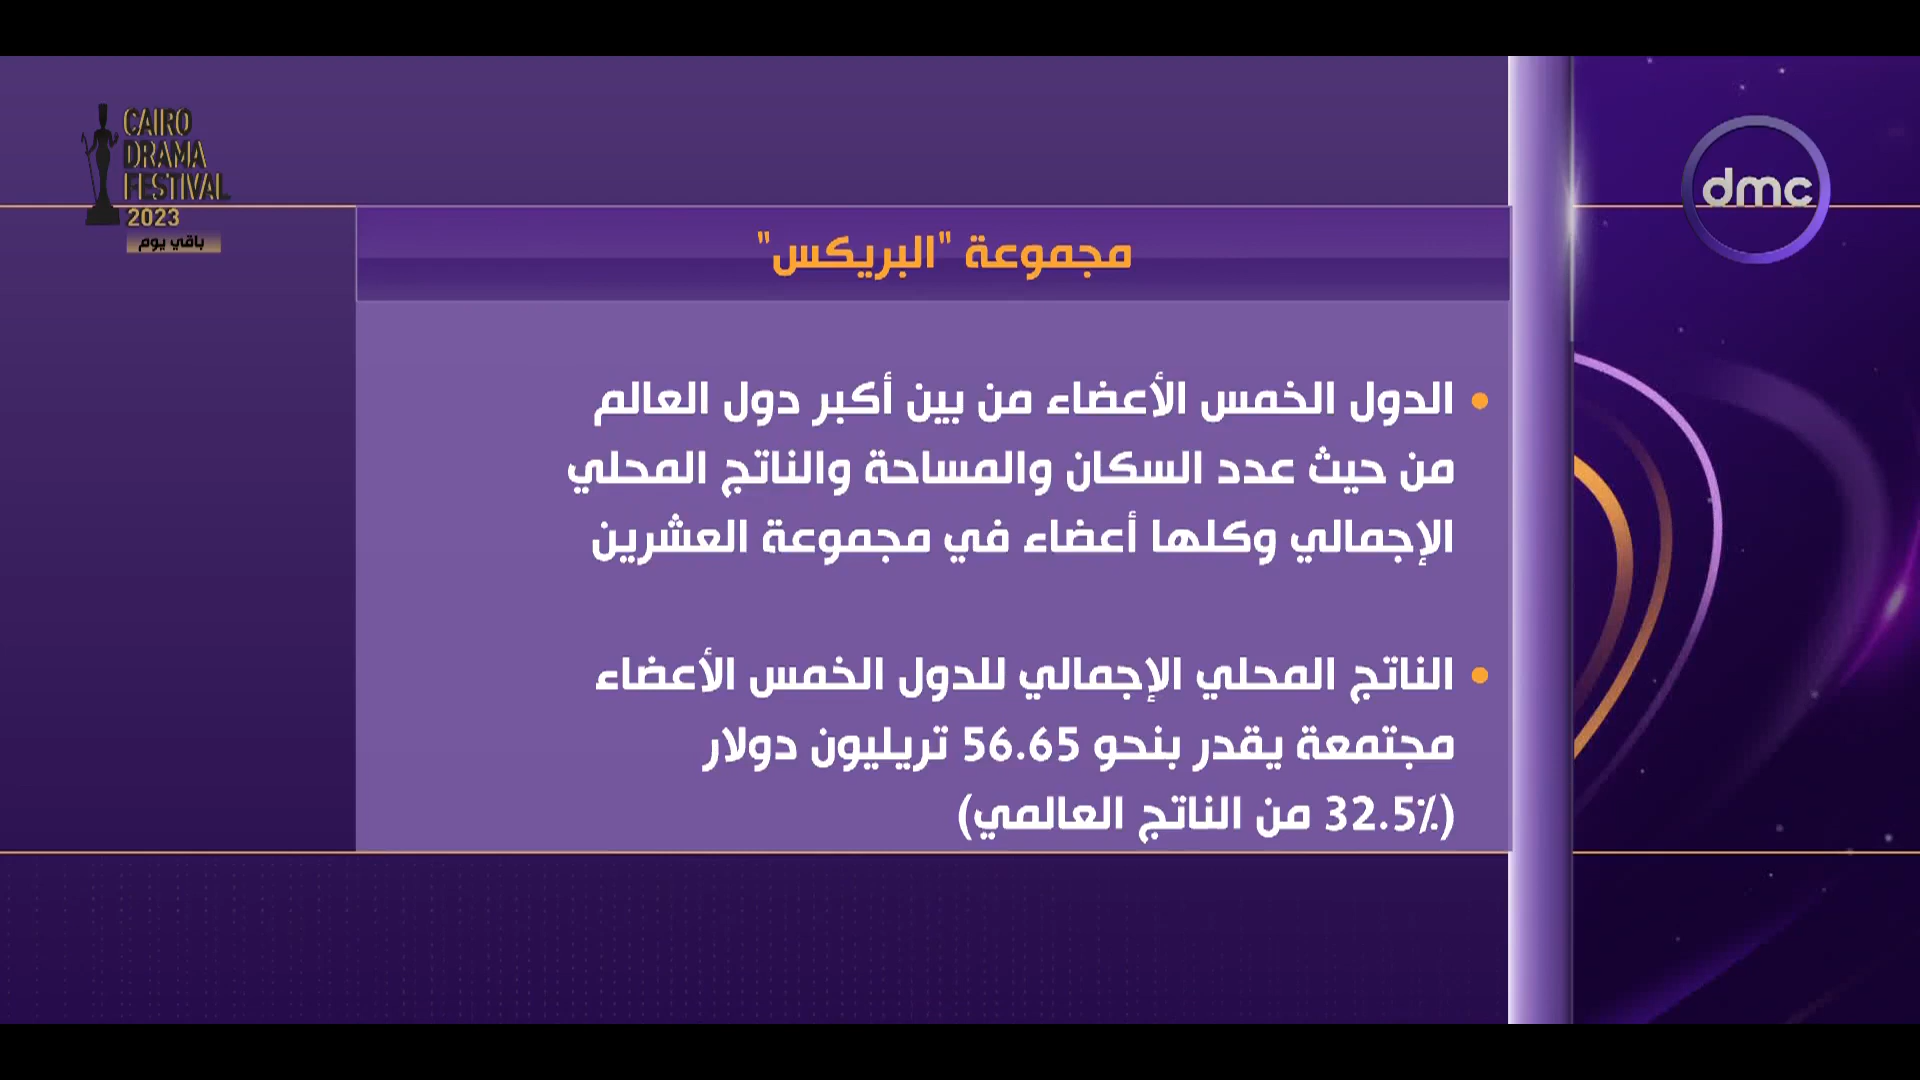 CAIRO
DRAMA
FESTIVAL
2023
باقي يوم
dmc
مجموعة "البريكس"
• الدول الخمس الأعضاء من بين أكبر دول العالم
من حيث عدد السكان والمساحة والناتج المحلي
الإجمالي وكلها أعضاء في مجموعة العشرين
• الناتج المحلي الإجمالي للدول الخمس الأعضاء
مجتمعة يقدر بنحو 56.65 تريليون دولار
(32.5٪ من الناتج العالمي)